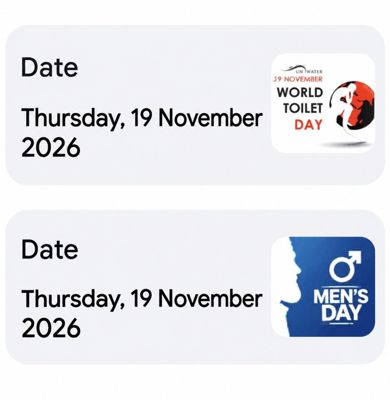 Date
Thursday, 19 November
2026
UN WATER
19 NOVEMBER
WORLD
TOILET
DAY
Date
Thursday, 19 November
2026
MEN'S
DAY